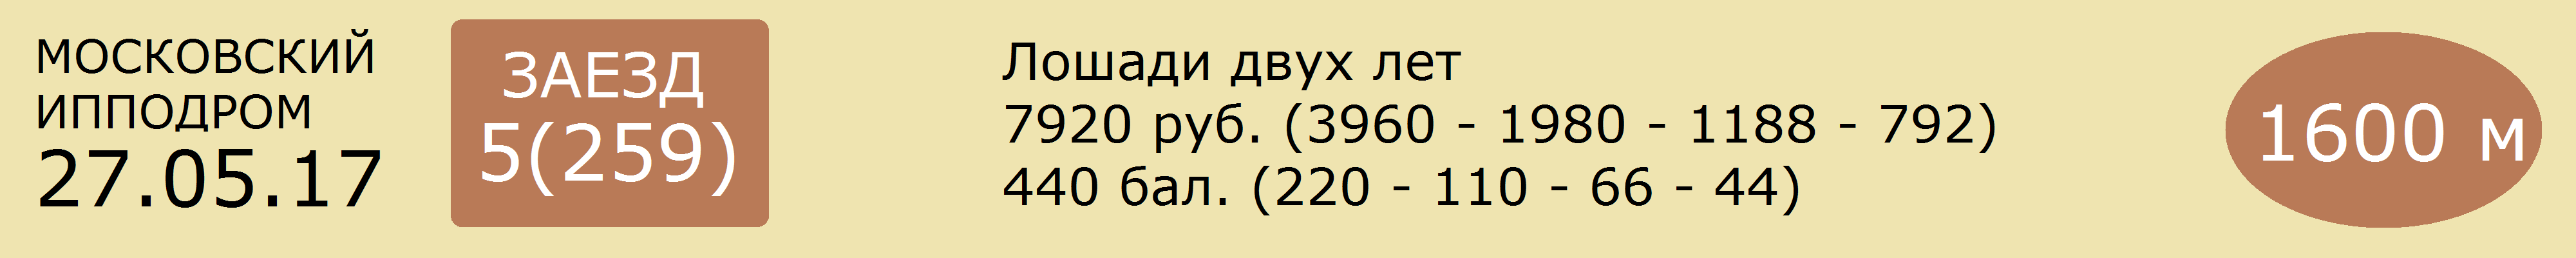 МОСКОВСКИЙ
ИППОДРОМ
27.05.17
ЗАЕЗД
5(259)
Лошади двух лет
7920 руб. (3960 - 1980 - 1188 - 792)
440 бал. (220 - 110 - 66 - 44)
1600 м